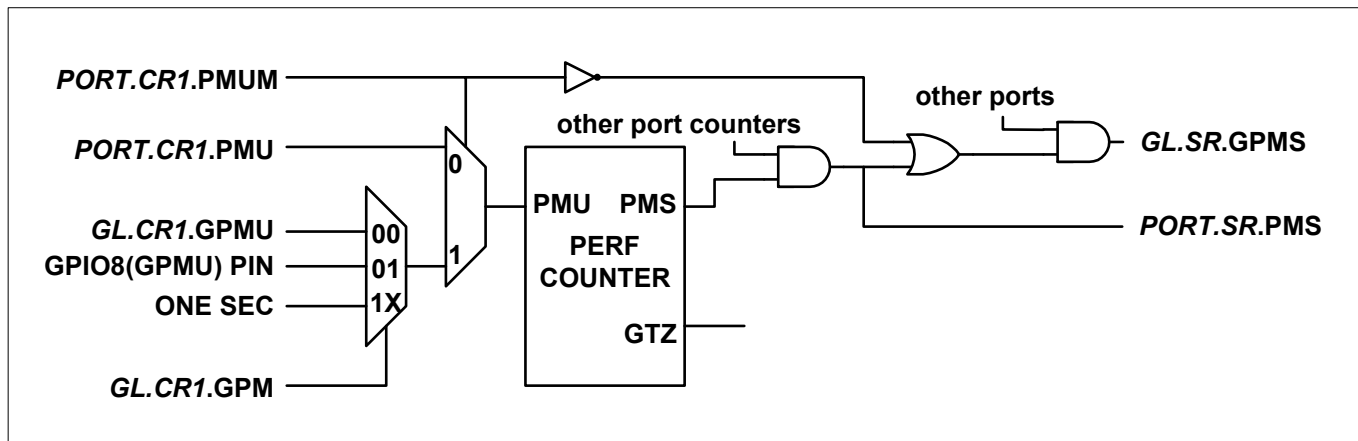 PORT.CR1.PMUM
other ports
other port counters
PORT.CR1.PMU
0
GL.SR.GPMS
PMU
PMS
GL.CR1.GPMU
00
PORT.SR.PMS
GPIO8(GPMU) PIN
01
1
PERF
COUNTER
ONE SEC
1X
GTZ
GL.CR1.GPM